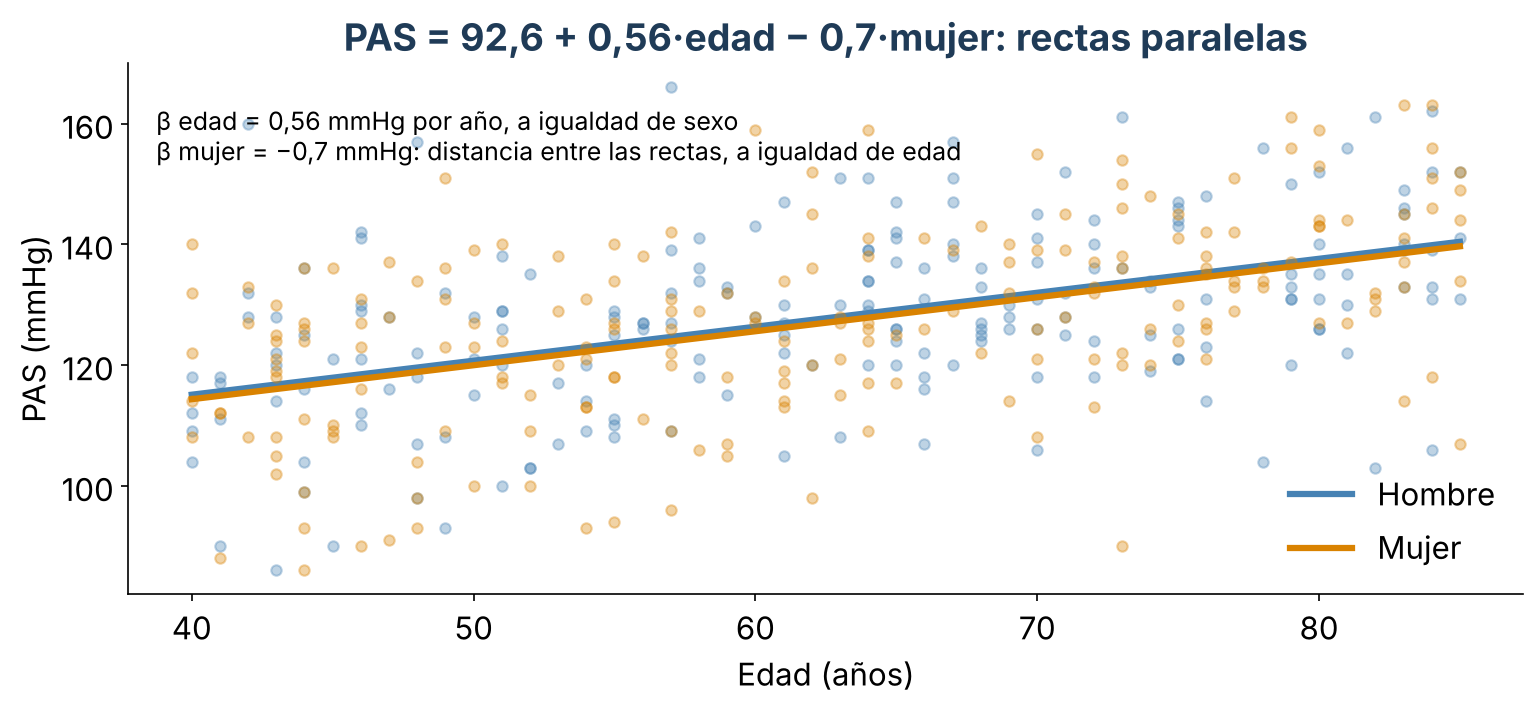 PAS = 92,6 + 0,56·edad − 0,7·mujer: rectas paralelas
β edad = 0,56 mmHg por año, a igualdad de sexo
β mujer = −0,7 mmHg: distancia entre las rectas, a igualdad de edad
PAS (mmHg)
160
140
120
100
Hombre
Mujer
40 50 60 70 80
Edad (años)